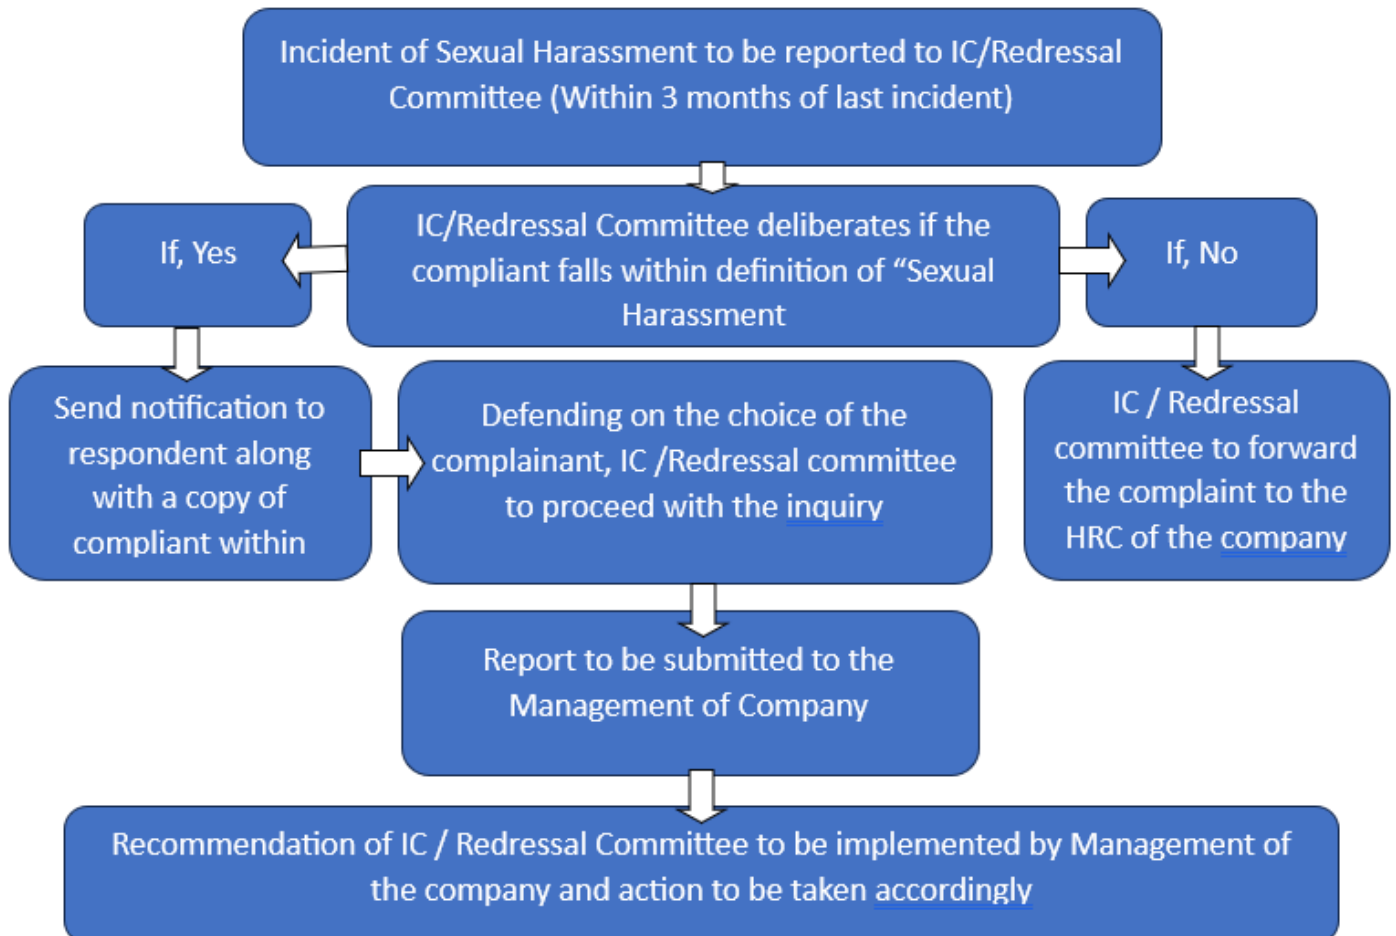 Incident of Sexual Harassment to be reported to IC/Redressal
Committee (Within 3 months of last incident)
IC/Redressal Committee deliberates if the
compliant falls within definition of “Sexual
Harassment
If, Yes
If, No
Send notification to
respondent along
with a copy of
compliant within
Defending on the choice of the
complainant, IC /Redressal committee
to proceed with the inquiry
IC / Redressal
committee to forward
the complaint to the
HRC of the company
Report to be submitted to the
Management of Company
Recommendation of IC / Redressal Committee to be implemented by Management of
the company and action to be taken accordingly